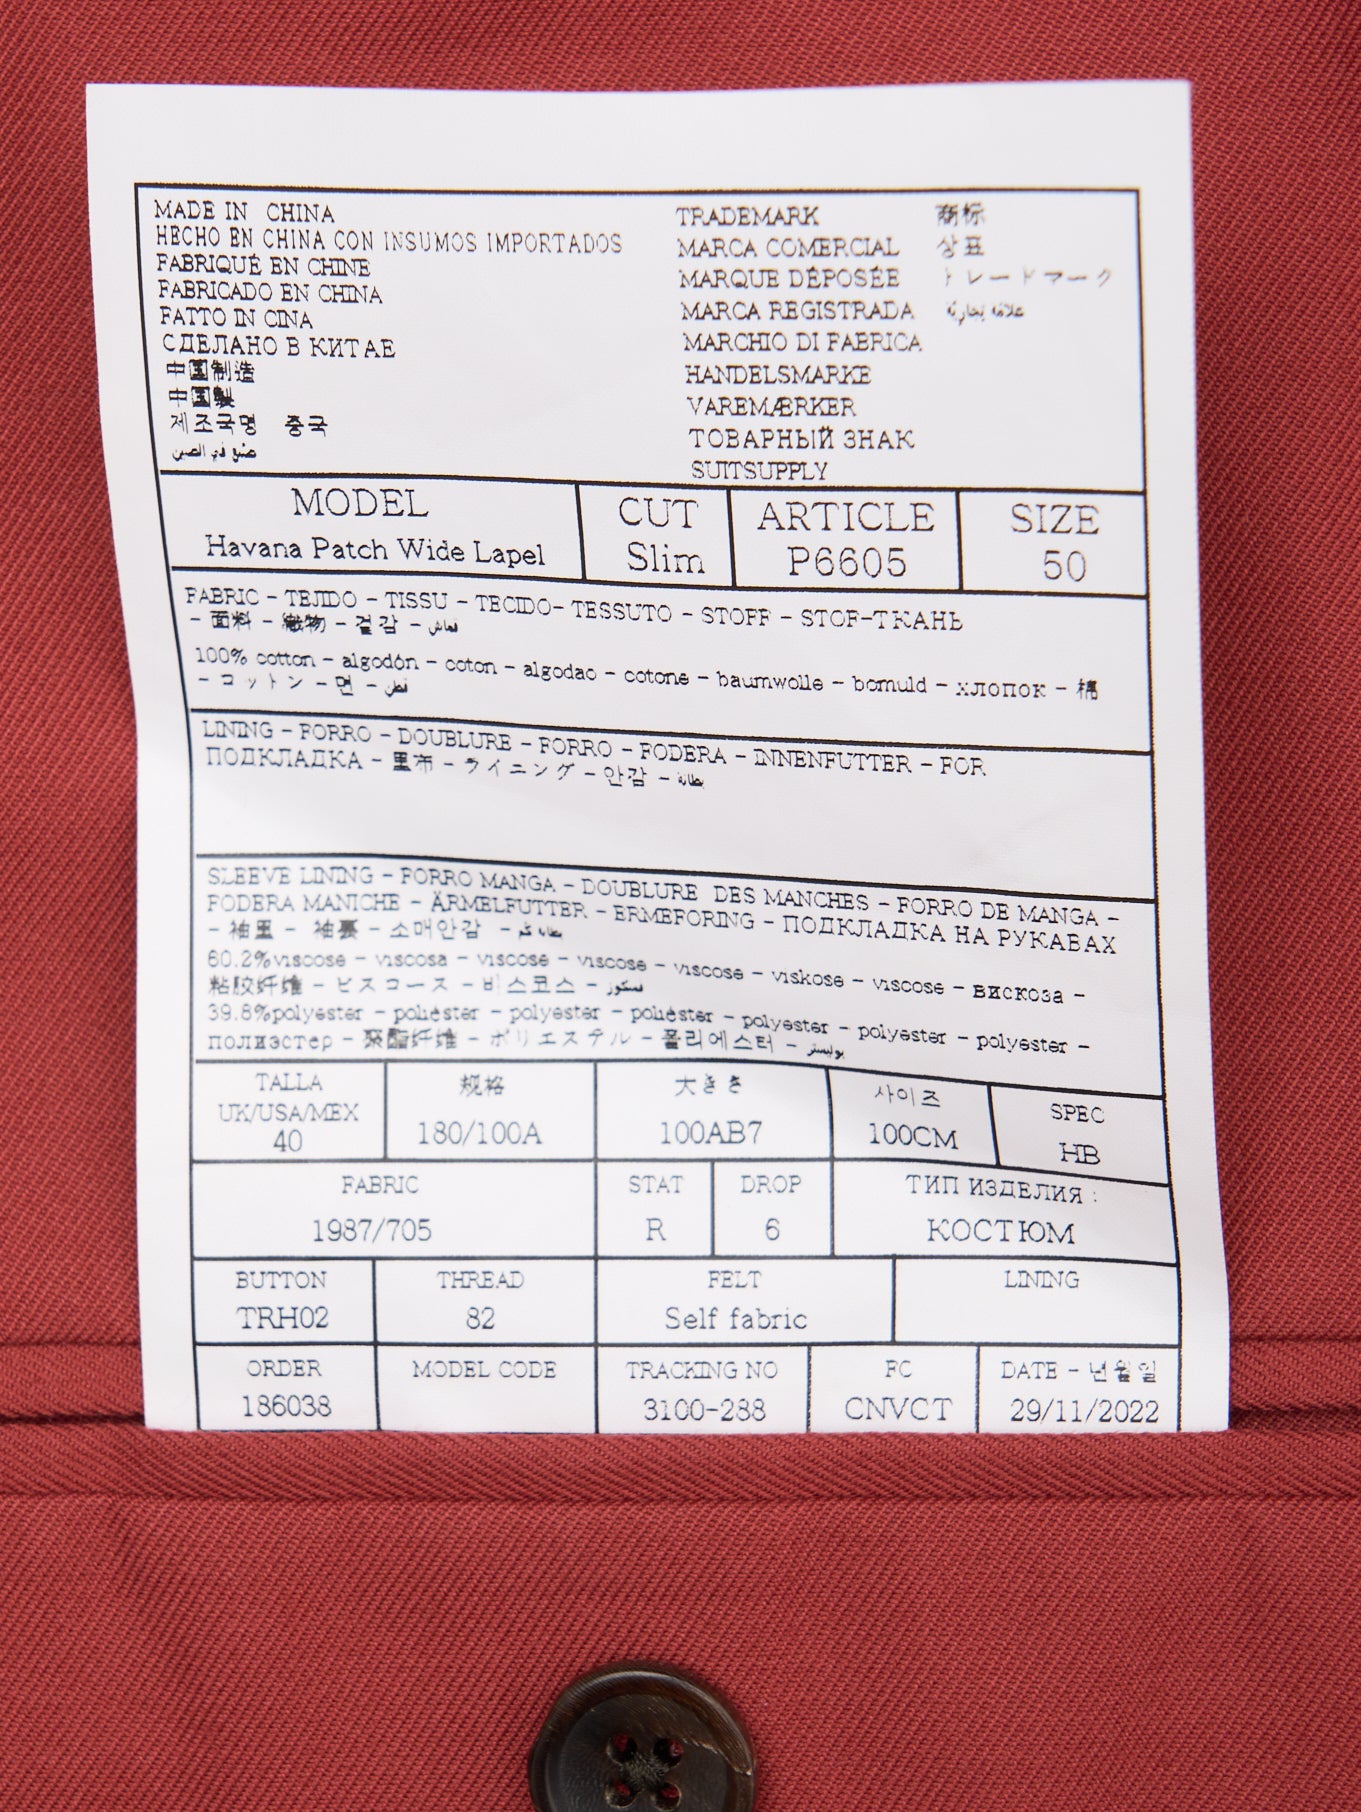 MADE IN CHINA
HECHO EN CHINA CON INSUMOS IMPORTADOS
FABRIQUÉ EN CHINE
FABRICADO EN CHINA
FATTO IN CINA
СДЕЛАНО В КИТАЕ
中国制造
中国製
제조국명 중국
صنع في الصين
TRADEMARK 商标
MARCA COMERCIAL 상표
MARQUE DÉPOSÉE トレードマーク
MARCA REGISTRADA علامة تجارية
MARCHIO DI FABRICA
HANDELSMARKE
VAREMÆRKER
ТОВАРНЫЙ ЗНАК
SUITSUPPLY
MODEL
Havana Patch Wide Lapel
CUT
Slim
ARTICLE
P6605
SIZE
50
FABRIC - TEJIDO - TISSU - TECIDO- TESSUTO - STOFF - STOF-ТКАНЬ
- 面料 - 織物 - 겉감 - قماش
100% cotton - algodón - coton - algodao - cotone - baumwolle - bomuld - хлопок - 棉
- コットン - 면 - قطن
LINING - FORRO - DOUBLURE - FORRO - FODERA - INNENFUTTER - FOR
ПОДКЛАДКА - 里布 - ライニング - 안감 - بطانة
SLEEVE LINING - FORRO MANGA - DOUBLURE DES MANCHES - FORRO DE MANGA -
FODERA MANICHE - ÄRMELFUTTER - ERMEFORING - ПОДКЛАДКА НА РУКАВАХ
- 袖里 - 袖裏 - 소매안감 - بطانة كم
60.2%viscose - viscosa - viscose - viscose - viscose - viskose - viscose - вискоза -
粘胶纤维 - ビスコース - 비스코스 - فسكوز
39.8%polyester - poliéster - polyester - poliéster - polyester - polyester - polyester -
полиэстер - 聚酯纤维 - ポリエステル - 폴리에스터 - بوليستر
TALLA
UK/USA/MEX
40
规格
180/100A
大きさ
100AB7
사이즈
100CM
SPEC
HB
FABRIC
1987/705
STAT
R
DROP
6
ТИП ИЗДЕЛИЯ :
КОСТЮМ
BUTTON
TRH02
THREAD
82
FELT
Self fabric
LINING
ORDER
186038
MODEL CODE
TRACKING NO
3100-288
FC
CNVCT
DATE - 년월일
29/11/2022